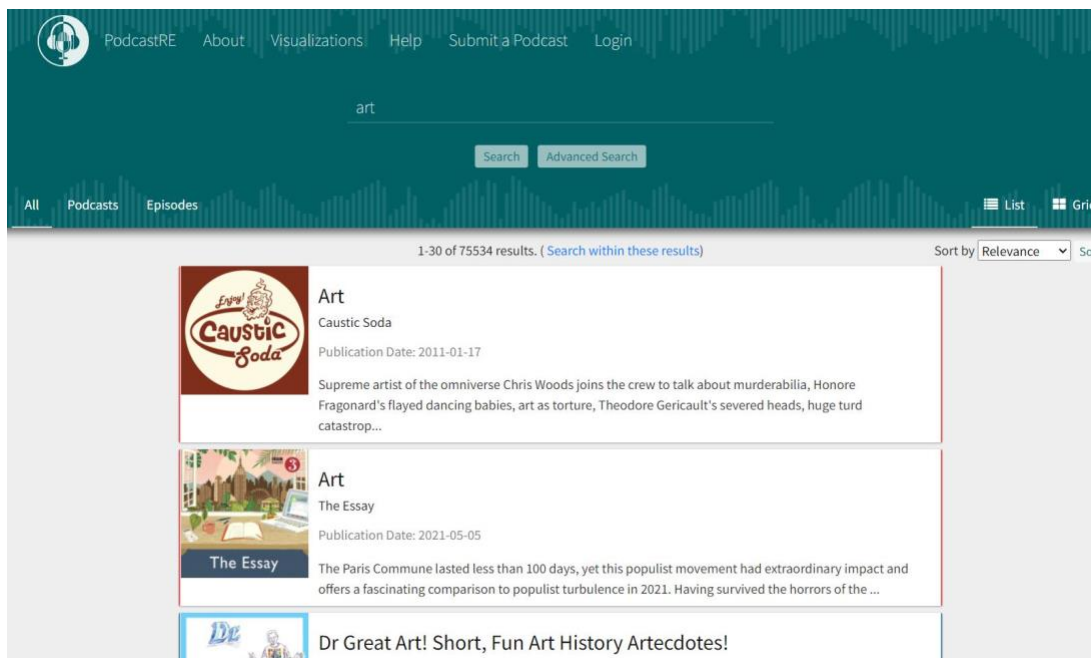 PodcastRE About Visualizations Help Submit a Podcast Login
art
Search Advanced Search
All Podcasts Episodes List Gri
1-30 of 75534 results. ( Search within these results) Sort by Relevance So
Enjoy!
Caustic
Soda
Art
Caustic Soda
Publication Date: 2011-01-17
Supreme artist of the omniverse Chris Woods joins the crew to talk about murderabilia, Honore
Fragonard's flayed dancing babies, art as torture, Theodore Gericault's severed heads, huge turd
catastrop...
3
The Essay
Art
The Essay
Publication Date: 2021-05-05
The Paris Commune lasted less than 100 days, yet this populist movement had extraordinary impact and
offers a fascinating comparison to populist turbulence in 2021. Having survived the horrors of the ...
Dr
Dr Great Art! Short, Fun Art History Artecdotes!